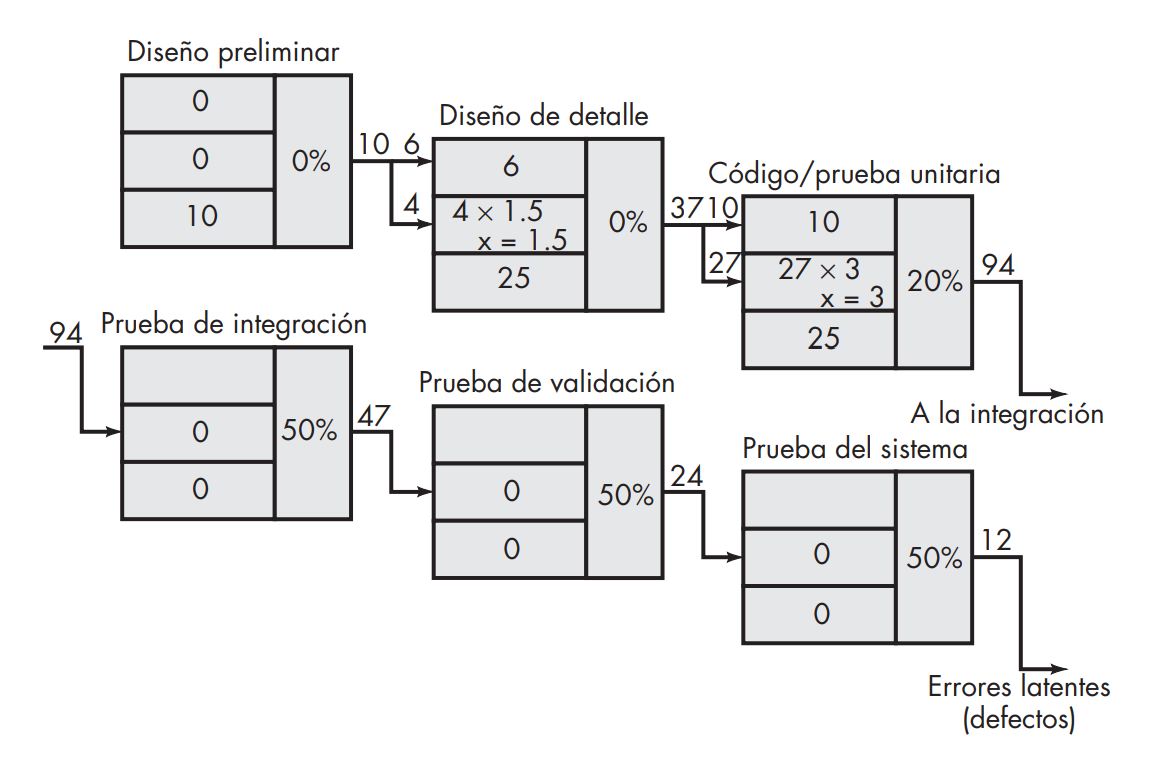 Diseño preliminar
0
0
10
0%
10 6
4
Diseño de detalle
6
4 × 1.5
x = 1.5
25
0%
3710
27
Código/prueba unitaria
10
27 × 3
x = 3
25
20%
94
A la integración
94
Prueba de integración
0
0
50%
47
Prueba de validación
0
0
50%
24
Prueba del sistema
0
0
50%
12
Errores latentes
(defectos)